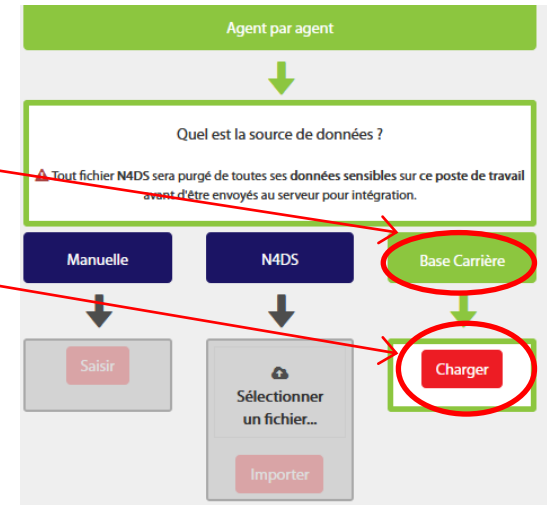 Agent par agent
Quel est la source de données ?
Tout fichier N4DS sera purgé de toutes ses données sensibles sur ce poste de travail
avant d'être envoyés au serveur pour intégration.
Manuelle
N4DS
Base Carrière
Saisir
Sélectionner
un fichier...
Charger
Importer